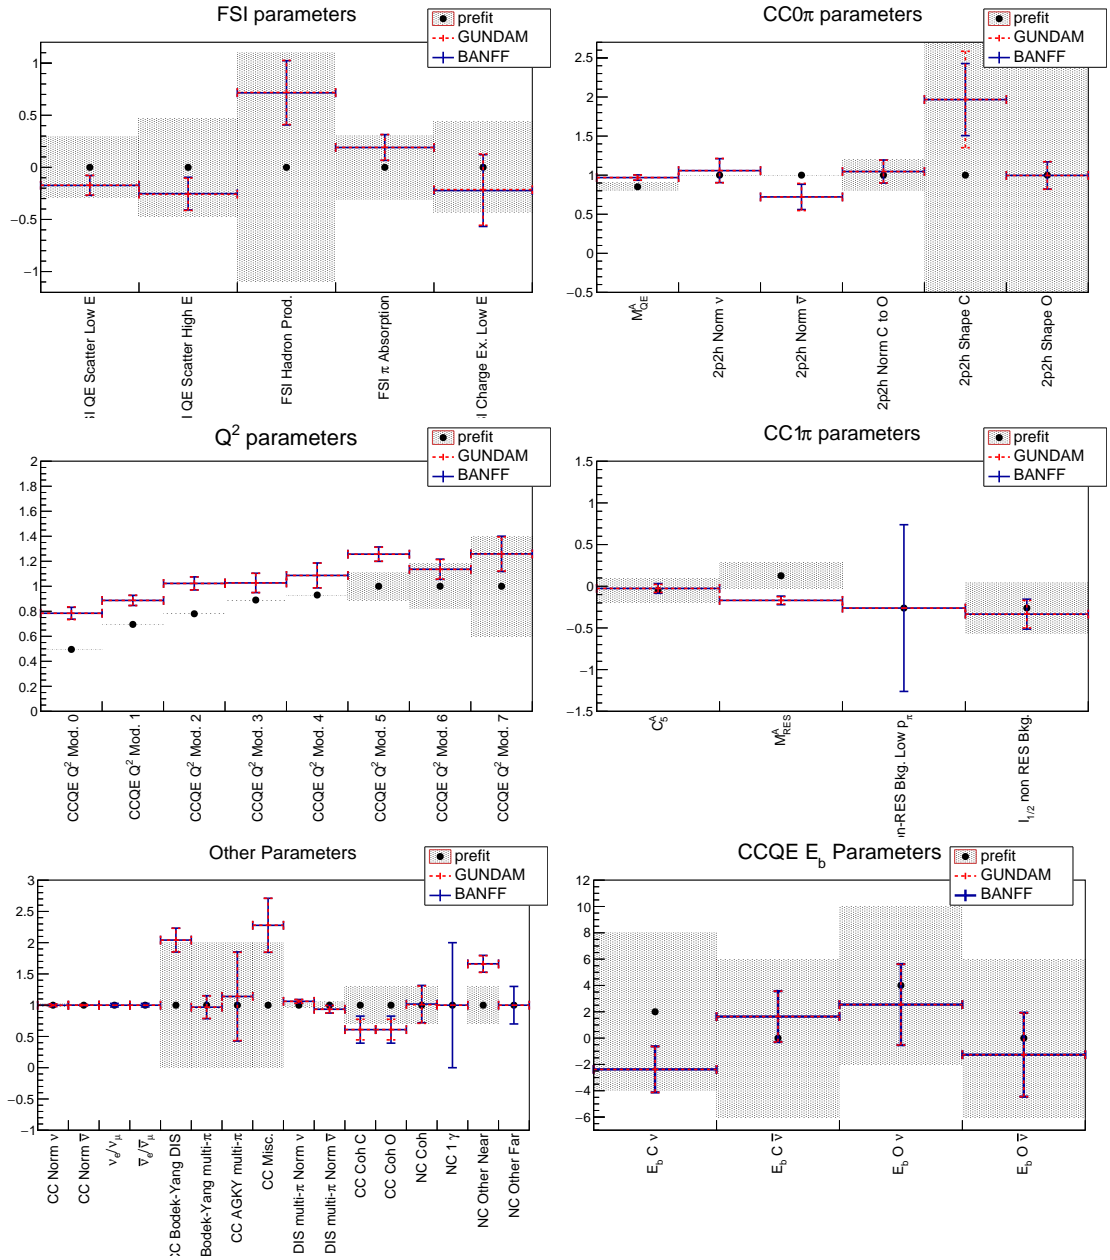 FSI parameters
prefit
GUNDAM
BANFF
1
0.5
0
−0.5
−1
SI QE Scatter Low E
I QE Scatter High E
FSI Hadron Prod.
FSI π Absorption
SI Charge Ex. Low E
CC0π parameters
prefit
GUNDAM
BANFF
2.5
2
1.5
1
0.5
0
−0.5
M^A_QE
2p2h Norm ν
2p2h Norm ν̅
2p2h Norm C to O
2p2h Shape C
2p2h Shape O
Q² parameters
prefit
GUNDAM
BANFF
2
1.8
1.6
1.4
1.2
1
0.8
0.6
0.4
0.2
0
CCQE Q² Mod. 0
CCQE Q² Mod. 1
CCQE Q² Mod. 2
CCQE Q² Mod. 3
CCQE Q² Mod. 4
CCQE Q² Mod. 5
CCQE Q² Mod. 6
CCQE Q² Mod. 7
CC1π parameters
prefit
GUNDAM
BANFF
1.5
1
0.5
0
−0.5
−1
−1.5
C^A_5
M^A_RES
on-RES Bkg. Low p_π
I_1/2 non RES Bkg.
Other Parameters
prefit
GUNDAM
BANFF
3
2.5
2
1.5
1
0.5
0
−0.5
−1
CC Norm ν
CC Norm ν̅
ν_e/ν_μ
ν̅_e/ν̅_μ
CC Bodek-Yang DIS
Bodek-Yang multi-π
CC AGKY multi-π
CC Misc.
DIS multi-π Norm ν
DIS multi-π Norm ν̅
CC Coh C
CC Coh O
NC Coh
NC 1 γ
NC Other Near
NC Other Far
CCQE E_b Parameters
prefit
GUNDAM
BANFF
12
10
8
6
4
2
0
−2
−4
−6
E_b C ν
E_b C ν̅
E_b O ν
E_b O ν̅